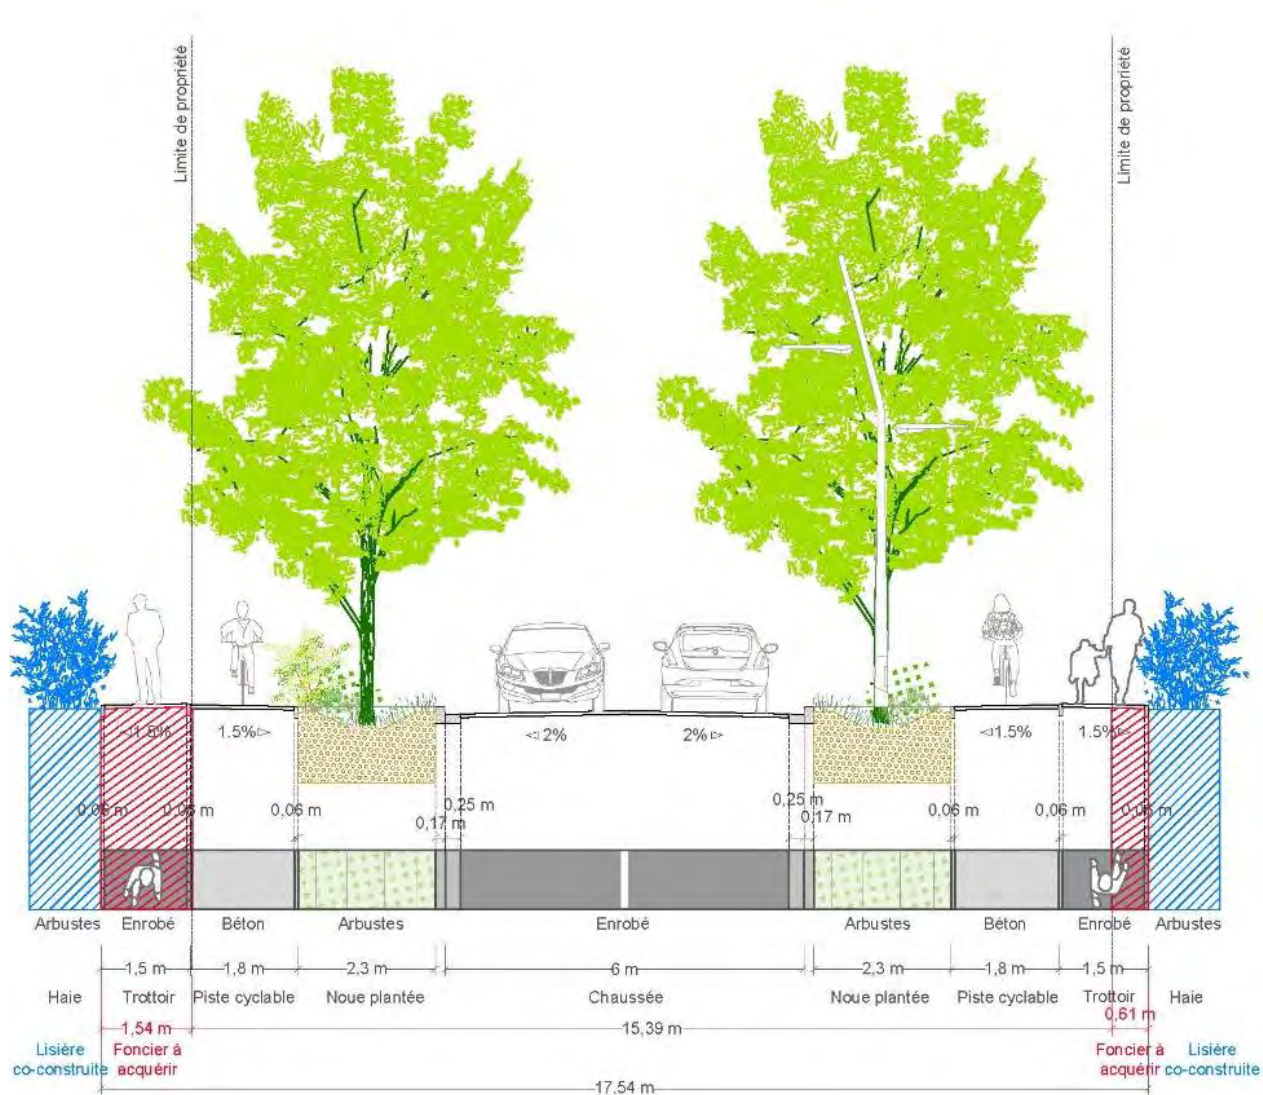 Limite de propriété
Limite de propriété
◁1.5%
1.5%▷
◁2%
2%▷
◁1.5%
1.5%▷
0,06 m
0,06 m
0,06 m
0,17 m
0,25 m
0,25 m
0,17 m
0,06 m
0,06 m
0,06 m
Arbustes
Enrobé
Béton
Arbustes
Enrobé
Arbustes
Béton
Enrobé
Arbustes
1,5 m
1,8 m
2,3 m
6 m
2,3 m
1,8 m
1,5 m
Haie
Trottoir
Piste cyclable
Noue plantée
Chaussée
Noue plantée
Piste cyclable
Trottoir
Haie
1,54 m
15,39 m
0,61 m
Lisière
co-construite
Foncier à
acquérir
Foncier à
acquérir
Lisière
co-construite
17,54 m